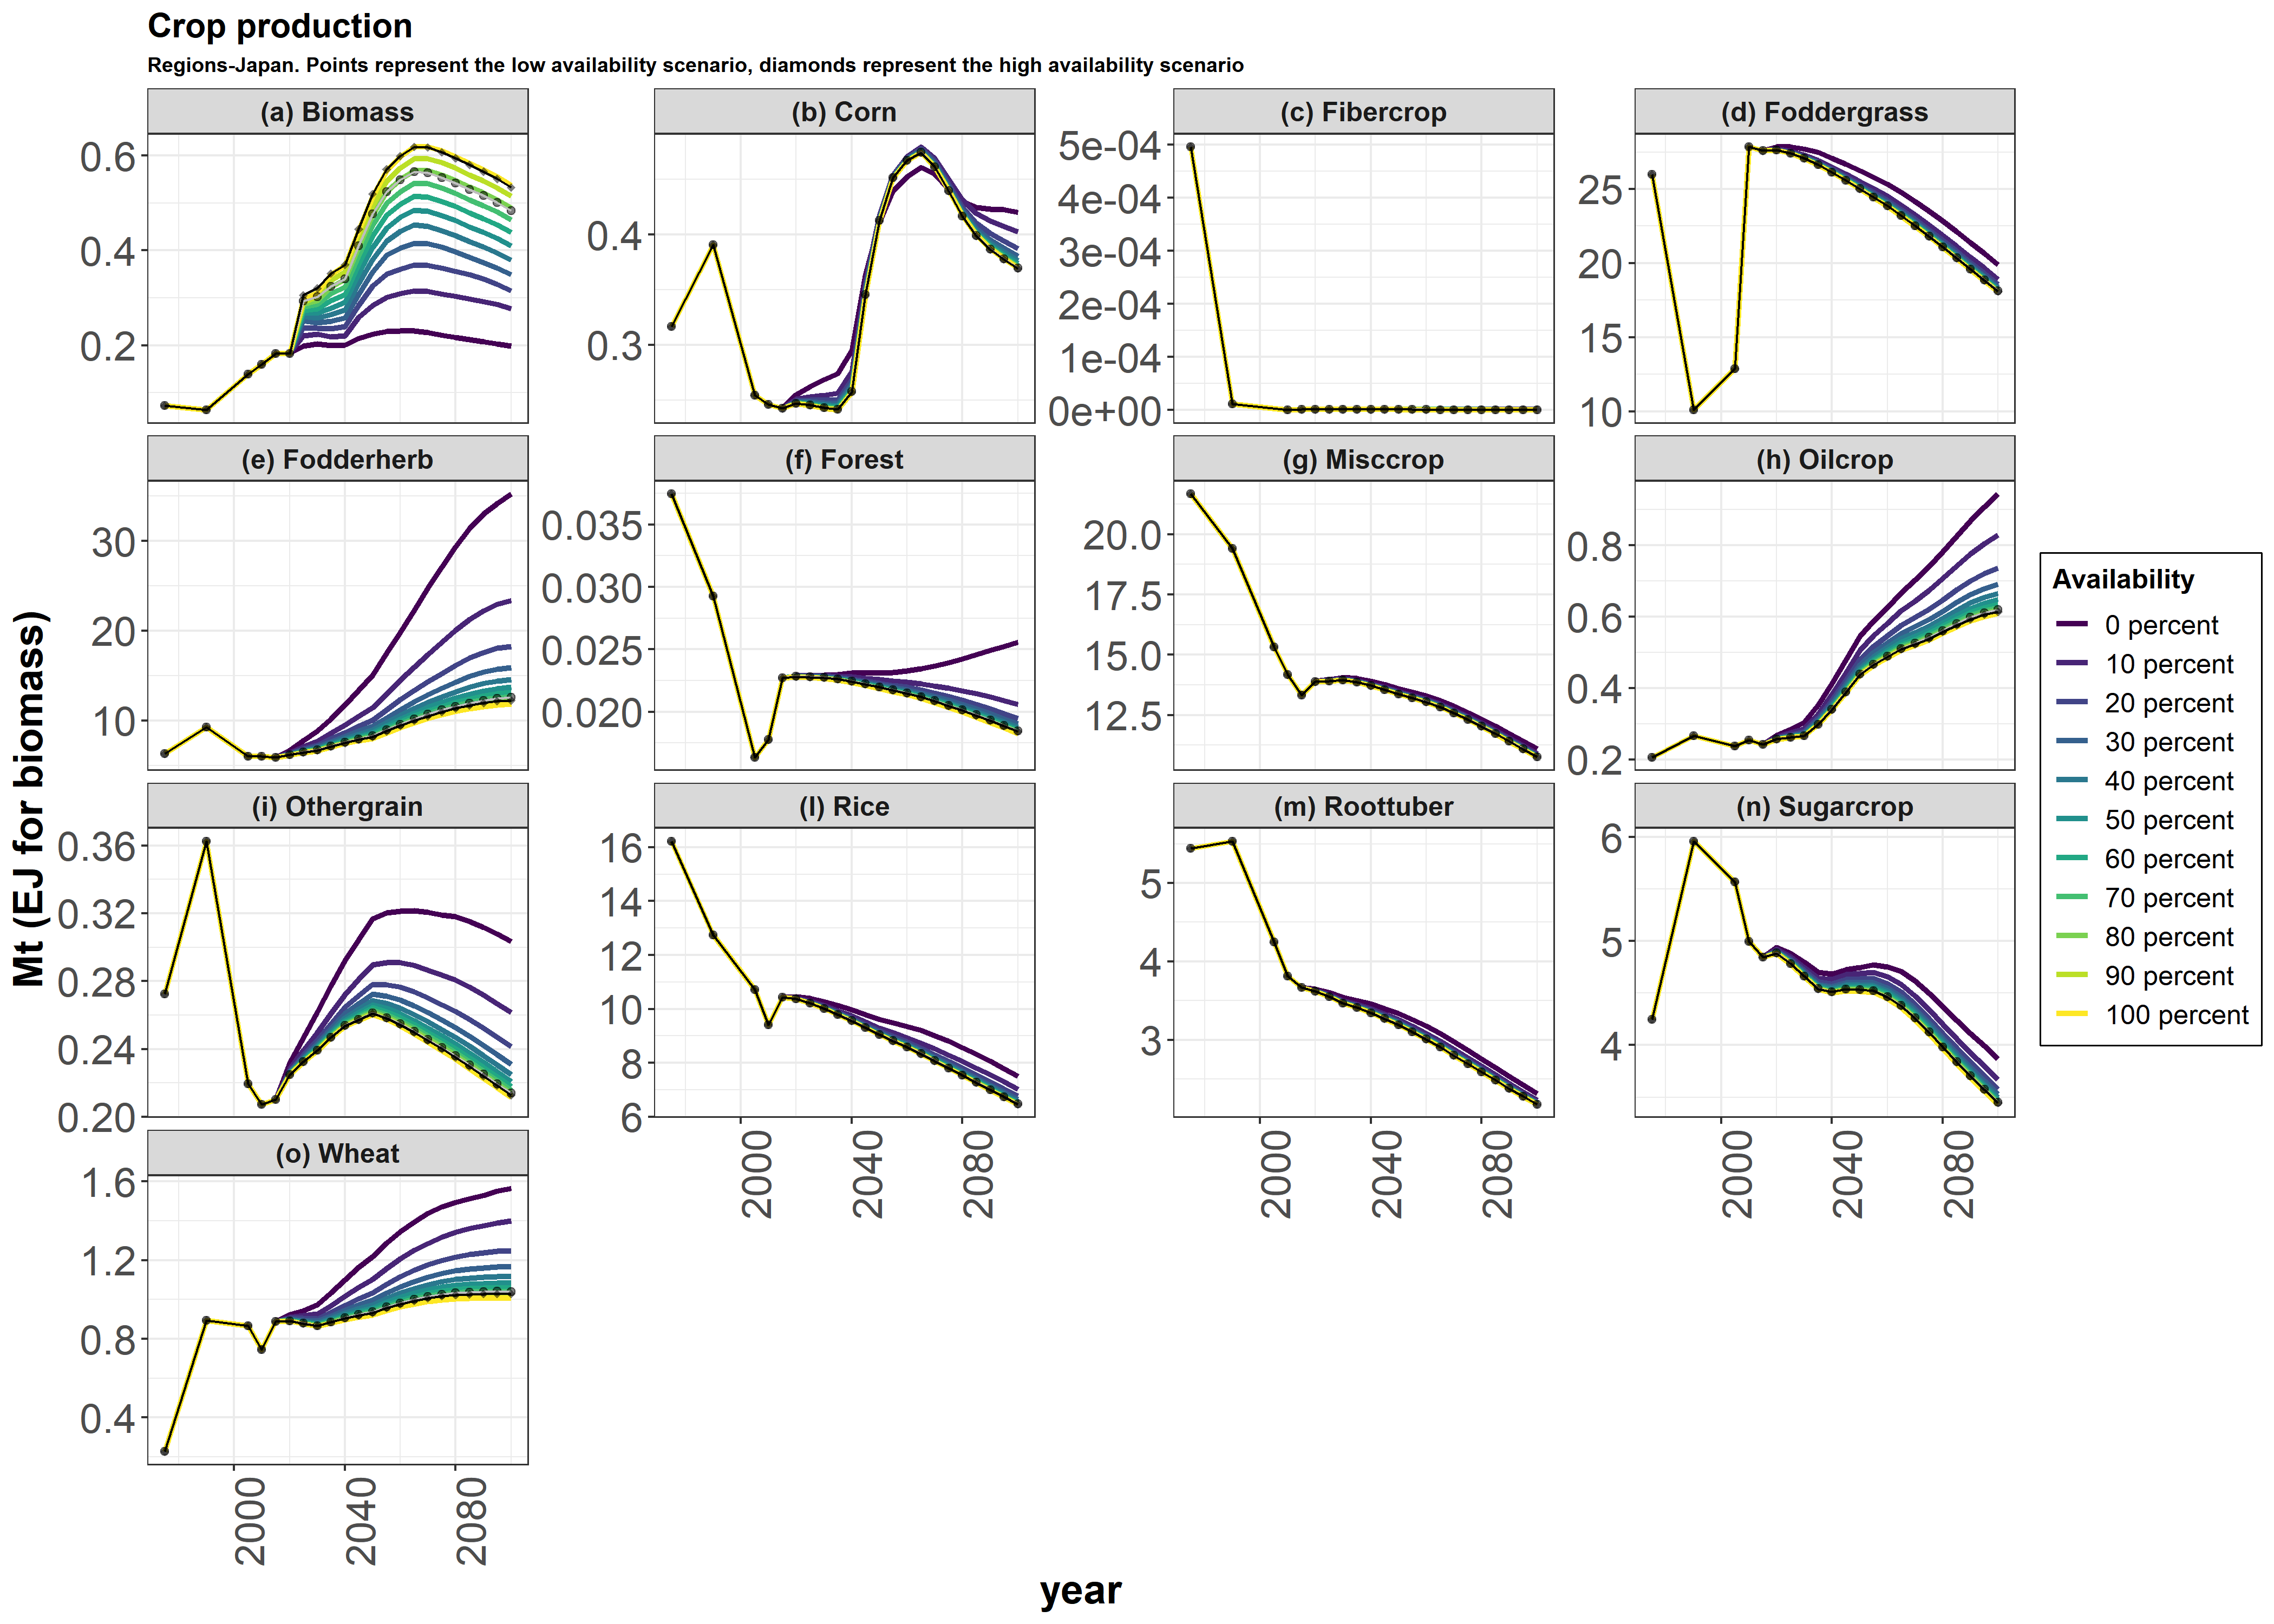 Crop production
Regions-Japan. Points represent the low availability scenario, diamonds represent the high availability scenario
(a) Biomass
(b) Corn
(c) Fibercrop
(d) Foddergrass
0.6
0.4
0.2
0.4
0.3
5e-04
4e-04
3e-04
2e-04
1e-04
0e+00
25
20
15
10
(e) Fodderherb
(f) Forest
(g) Misccrop
(h) Oilcrop
30
20
10
0.035
0.030
0.025
0.020
20.0
17.5
15.0
12.5
0.8
0.6
0.4
0.2
(i) Othergrain
(l) Rice
(m) Roottuber
(n) Sugarcrop
0.36
0.32
0.28
0.24
0.20
16
14
12
10
8
6
5
4
3
6
5
4
2000
2040
2080
2000
2040
2080
2000
2040
2080
(o) Wheat
1.6
1.2
0.8
0.4
2000
2040
2080
Mt (EJ for biomass)
year
Availability
0 percent
10 percent
20 percent
30 percent
40 percent
50 percent
60 percent
70 percent
80 percent
90 percent
100 percent